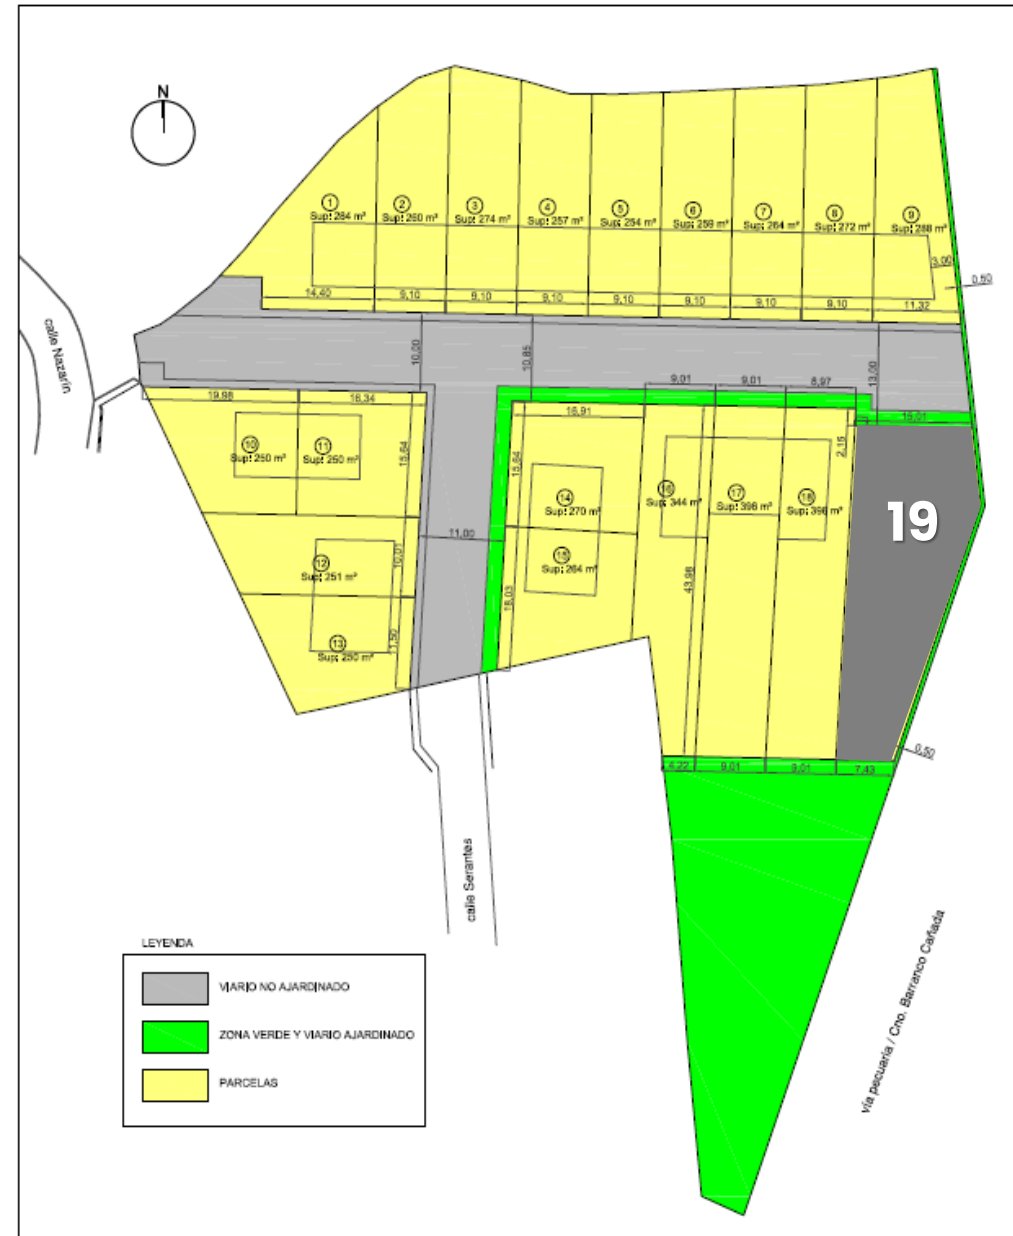 N
1
Sup: 284 m²
2
Sup: 260 m²
3
Sup: 274 m²
4
Sup: 257 m²
5
Sup: 254 m²
6
Sup: 259 m²
7
Sup: 264 m²
8
Sup: 272 m²
9
Sup: 288 m²
3,00
0,50
14,40
9,10
9,10
9,10
9,10
9,10
9,10
9,10
11,32
calle Nazarín
10,00
10,85
13,00
9,01
9,01
8,97
19,98
16,34
16,91
16,01
10
Sup: 250 m²
11
Sup: 250 m²
15,64
15,64
2,15
14
Sup: 270 m²
16
Sup: 344 m²
17
Sup: 396 m²
18
Sup: 396 m²
19
11,00
12
Sup: 251 m²
10,01
15
Sup: 264 m²
18,03
43,96
13
Sup: 250 m²
11,50
0,50
4,22
9,01
9,01
7,43
calle Serantes
vía pecuaria / Cno. Barranco Cañada
LEYENDA
VIARIO NO AJARDINADO
ZONA VERDE Y VIARIO AJARDINADO
PARCELAS